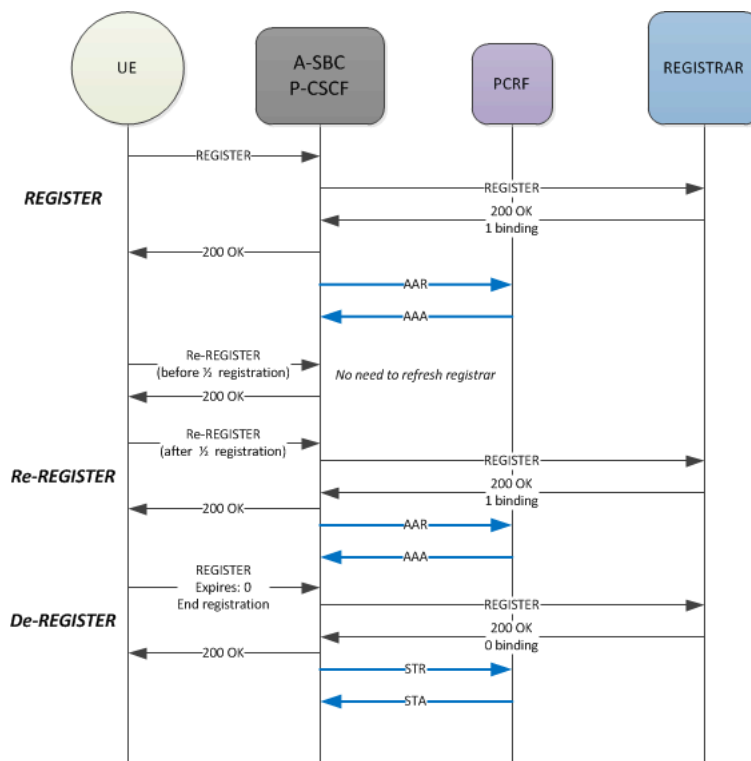 UE
A-SBC
P-CSCF
PCRF
REGISTRAR
REGISTER
REGISTER
REGISTER
200 OK
1 binding
200 OK
AAR
AAA
Re-REGISTER
(before ½ registration)
No need to refresh registrar
200 OK
Re-REGISTER
(after ½ registration)
REGISTER
Re-REGISTER
200 OK
1 binding
200 OK
AAR
AAA
REGISTER
Expires: 0
End registration
REGISTER
De-REGISTER
200 OK
0 binding
200 OK
STR
STA